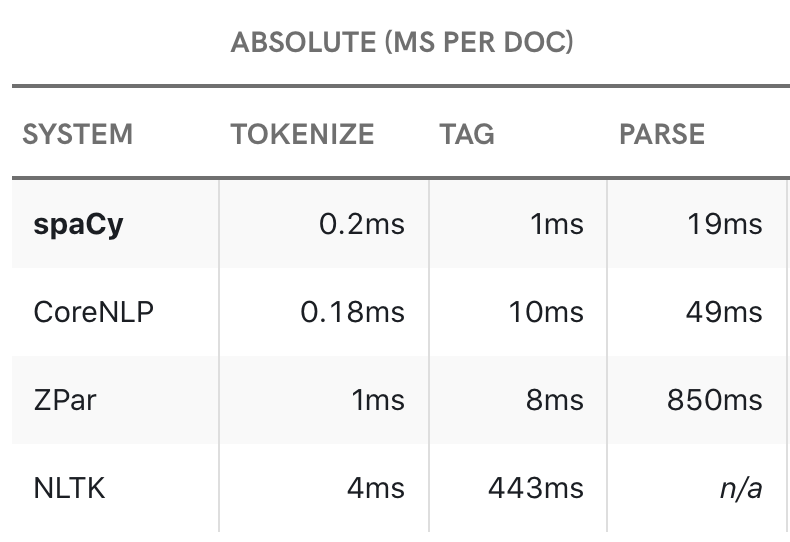 ABSOLUTE (MS PER DOC)
SYSTEM TOKENIZE TAG PARSE
spaCy 0.2ms 1ms 19ms
CoreNLP 0.18ms 10ms 49ms
ZPar 1ms 8ms 850ms
NLTK 4ms 443ms n/a